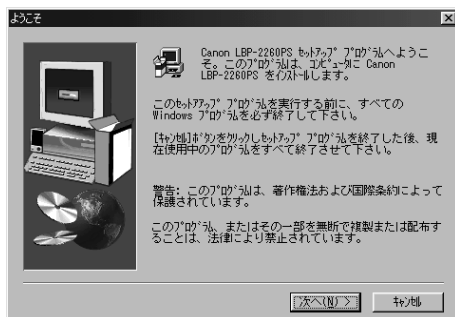 ようこそ
Canon LBP-2260PS ｾｯﾄｱｯﾌﾟ ﾌﾟﾛｸﾞﾗﾑへようこ
そ。このﾌﾟﾛｸﾞﾗﾑは、ｺﾝﾋﾟｭｰﾀに Canon
LBP-2260PS をｲﾝｽﾄｰﾙします。
このｾｯﾄｱｯﾌﾟ ﾌﾟﾛｸﾞﾗﾑを実行する前に、すべての
Windows ﾌﾟﾛｸﾞﾗﾑを必ず終了して下さい。
[ｷｬﾝｾﾙ]ﾎﾞﾀﾝをｸﾘｯｸしｾｯﾄｱｯﾌﾟ ﾌﾟﾛｸﾞﾗﾑを終了した後、現
在使用中のﾌﾟﾛｸﾞﾗﾑをすべて終了させて下さい。
警告: このﾌﾟﾛｸﾞﾗﾑは、著作権法および国際条約によって
保護されています。
このﾌﾟﾛｸﾞﾗﾑ、またはその一部を無断で複製または配布す
ることは、法律により禁止されています。
次へ(N) >
ｷｬﾝｾﾙ